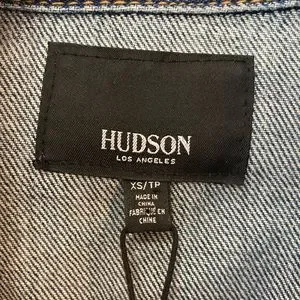 HUDSON
LOS ANGELES
XS/TP
MADE IN
CHINA
FABRIQUÉ EN
CHINE